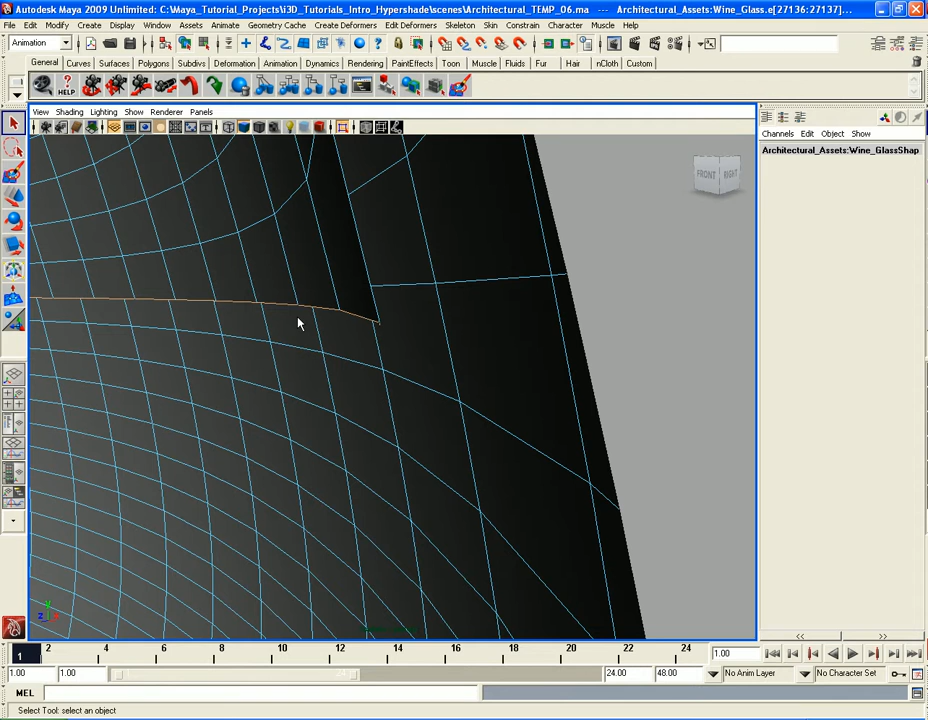 Autodesk Maya 2009 Unlimited: C:\Maya_Tutorial_Projects\i3D_Tutorials_Intro_Hypershade\scenes\Architectural_TEMP_06.ma --- Architectural_Assets:Wine_Glass.e[27136:27137]...
File Edit Modify Create Display Window Assets Animate Geometry Cache Create Deformers Edit Deformers Skeleton Skin Constrain Character Muscle Help
Animation
General Curves Surfaces Polygons Subdivs Deformation Animation Dynamics Rendering PaintEffects Toon Muscle Fluids Fur Hair nCloth Custom
HELP
View Shading Lighting Show Renderer Panels
Channels Edit Object Show
Architectural_Assets:Wine_GlassShap
FRONT RIGHT
y
z x
1 2 4 6 8 10 12 14 16 18 20 22 24 1.00
1.00 1.00 24.00 48.00 No Anim Layer No Character Set
MEL
Select Tool: select an object